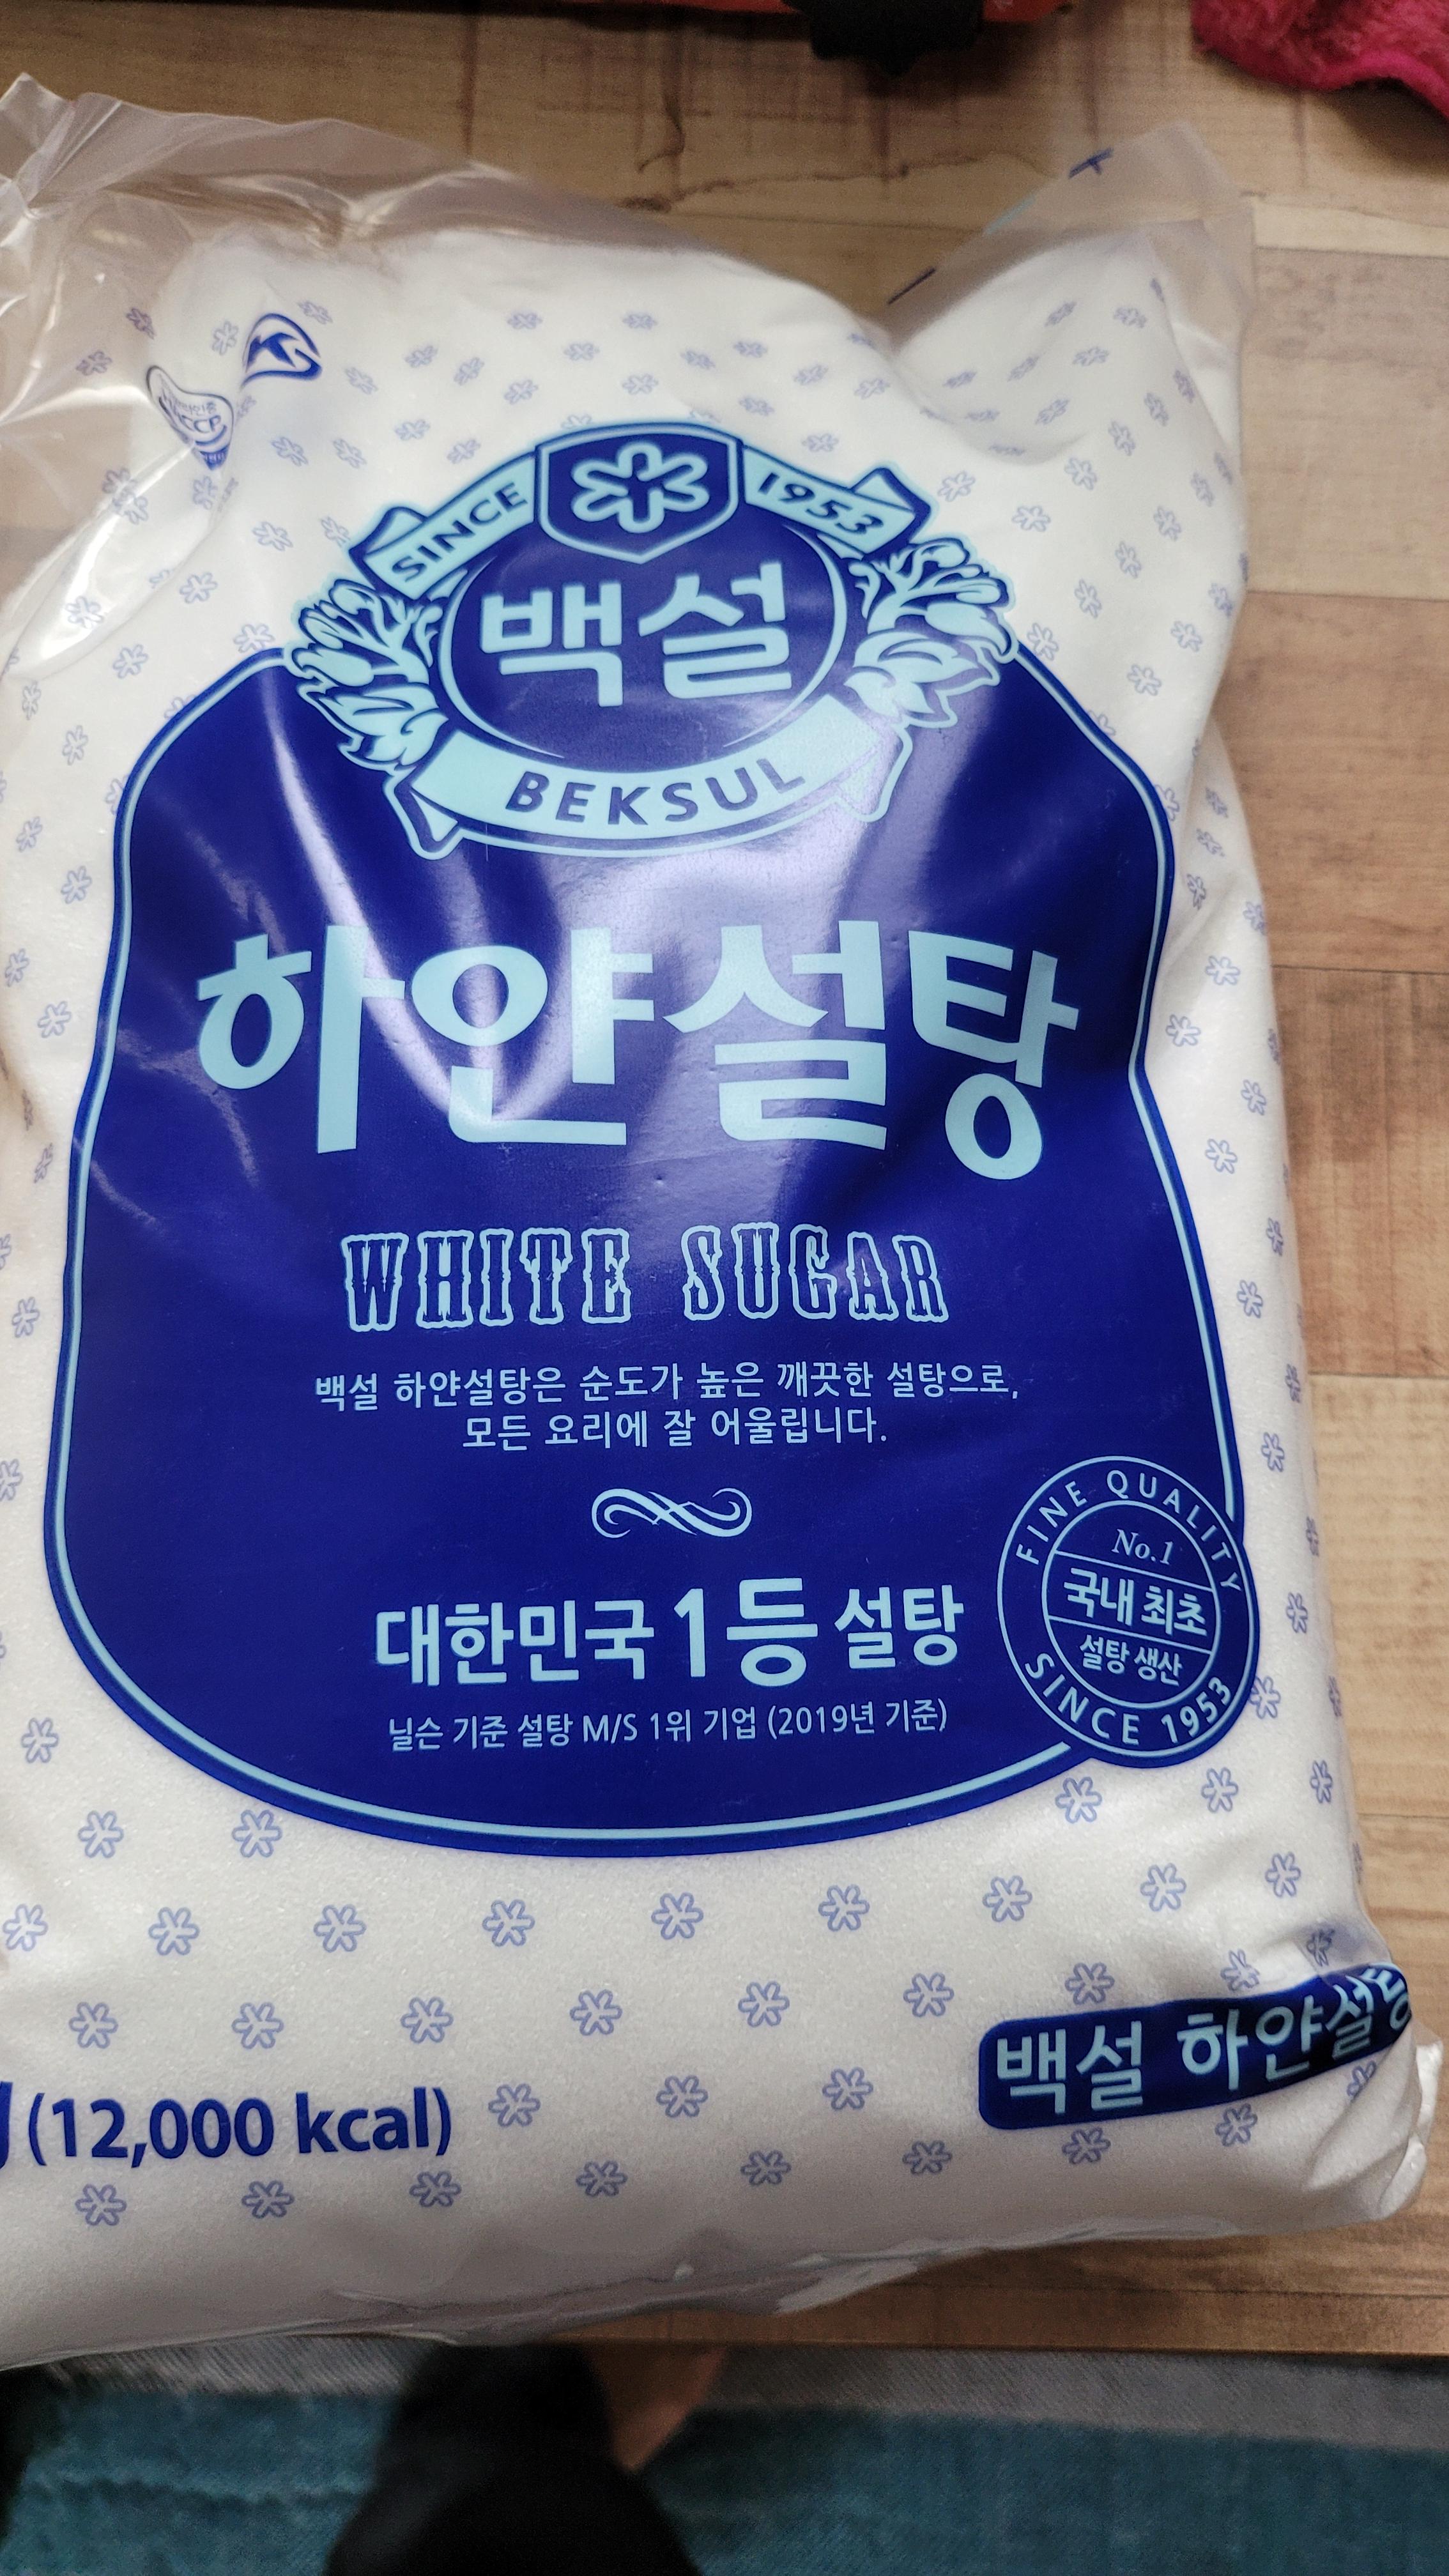 HACCP
SINCE 1953
백설
BEKSUL
하얀설탕
WHITE SUGAR
백설 하얀설탕은 순도가 높은 깨끗한 설탕으로,
모든 요리에 잘 어울립니다.
대한민국 1등 설탕
닐슨 기준 설탕 M/S 1위 기업 (2019년 기준)
FINE QUALITY
No.1
국내 최초
설탕 생산
SINCE 1953
백설 하얀설탕
(12,000 kcal)